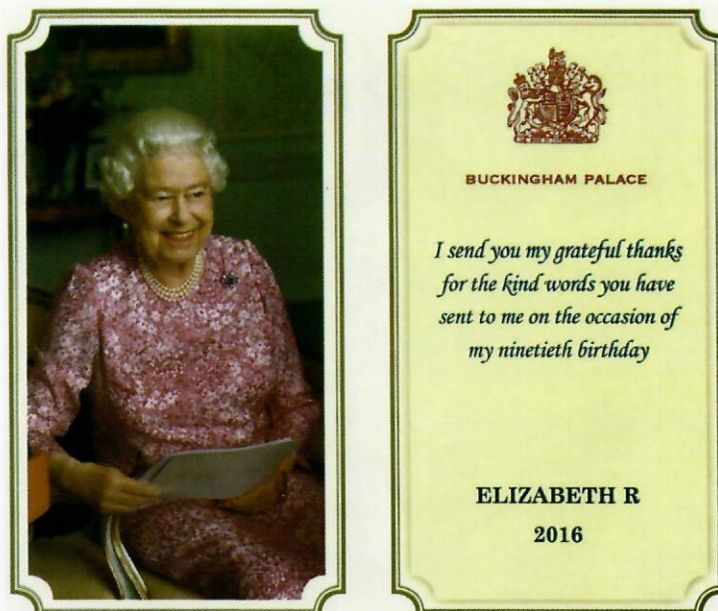 BUCKINGHAM PALACE
I send you my grateful thanks
for the kind words you have
sent to me on the occasion of
my ninetieth birthday
ELIZABETH R
2016